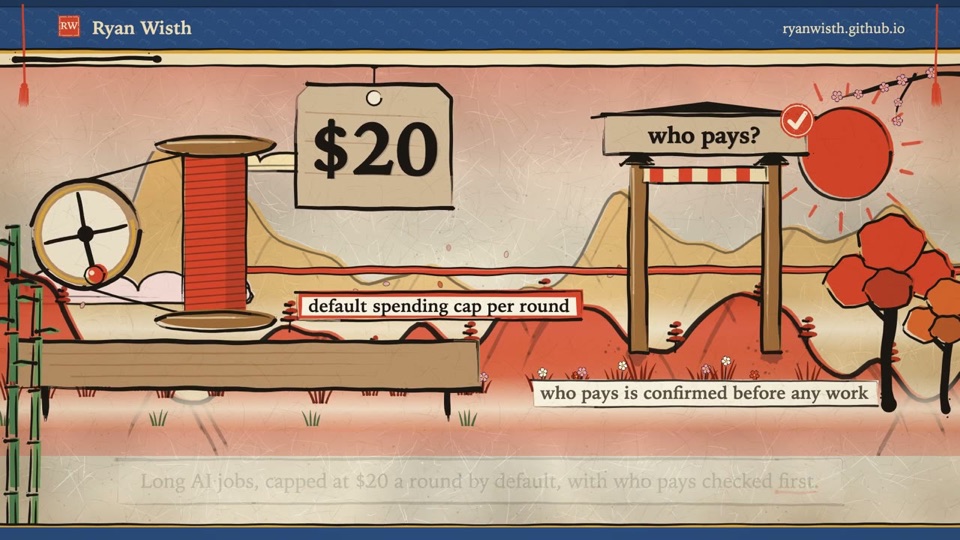 RW
Ryan Wisth
ryanwisth.github.io
$20
who pays?
default spending cap per round
who pays is confirmed before any work
Long AI jobs, capped at $20 a round by default, with who pays checked first.